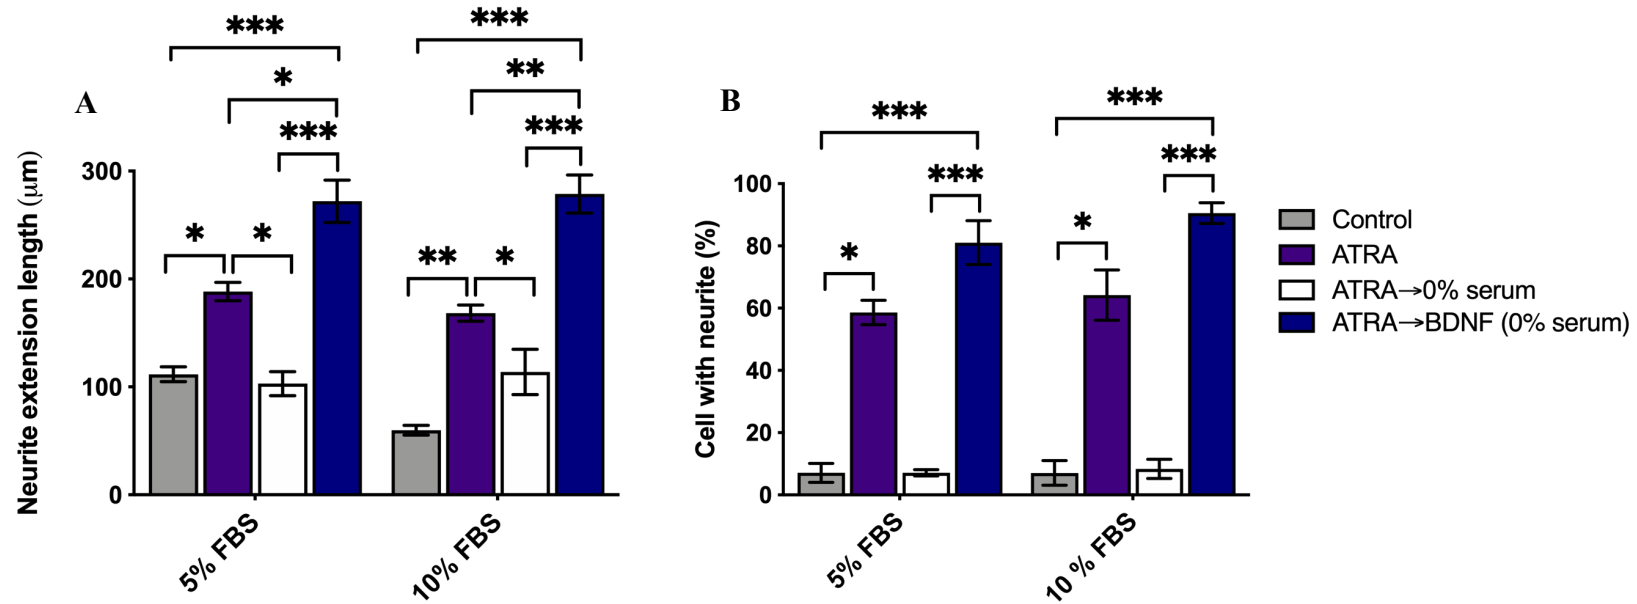 A
Neurite extension length (μm)
300
200
100
0
***
*
***
*
*
***
**
***
**
*
5% FBS
10% FBS
B
Cell with neurite (%)
100
80
60
40
20
0
***
***
*
***
***
*
5% FBS
10 % FBS
Control
ATRA
ATRA→0% serum
ATRA→BDNF (0% serum)